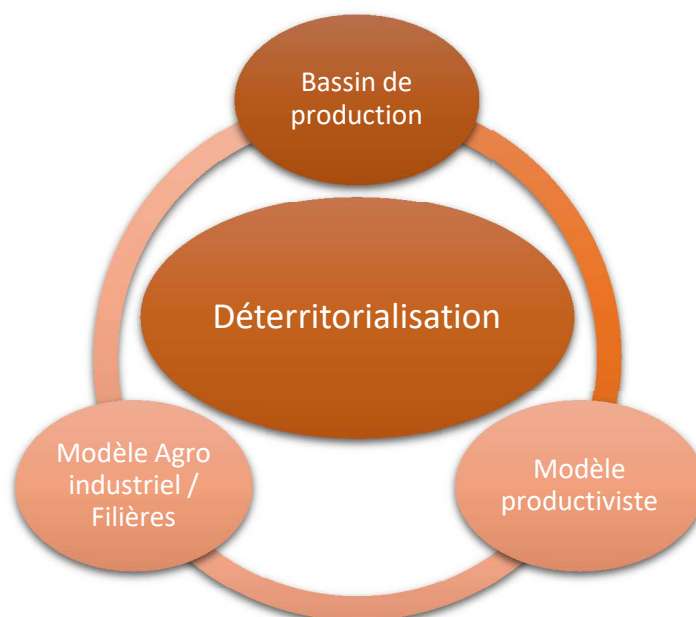 Bassin de
production
Déterritorialisation
Modèle Agro
industriel /
Filières
Modèle
productiviste